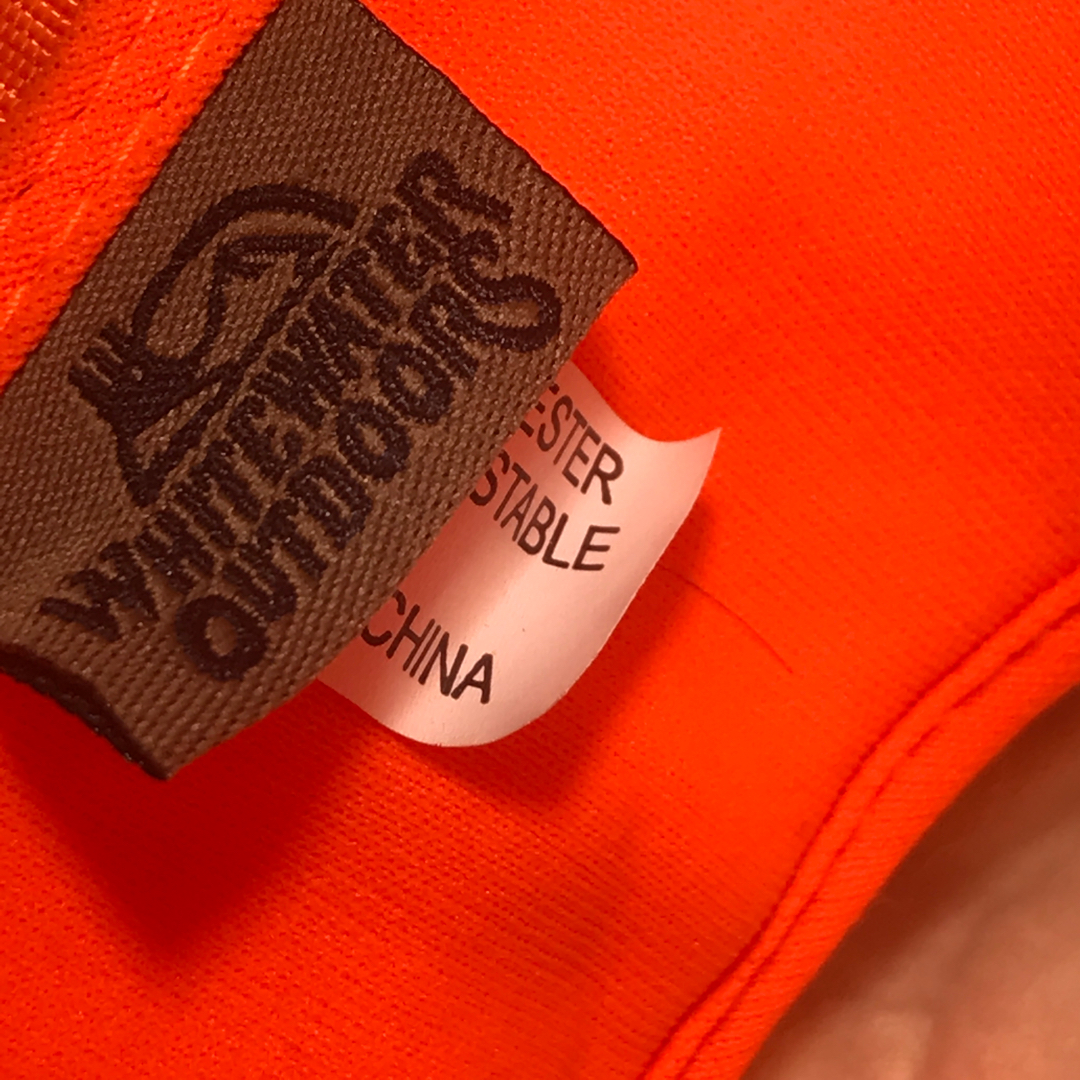 WHITEWATER
OUTDOORS
ESTER
STABLE
CHINA